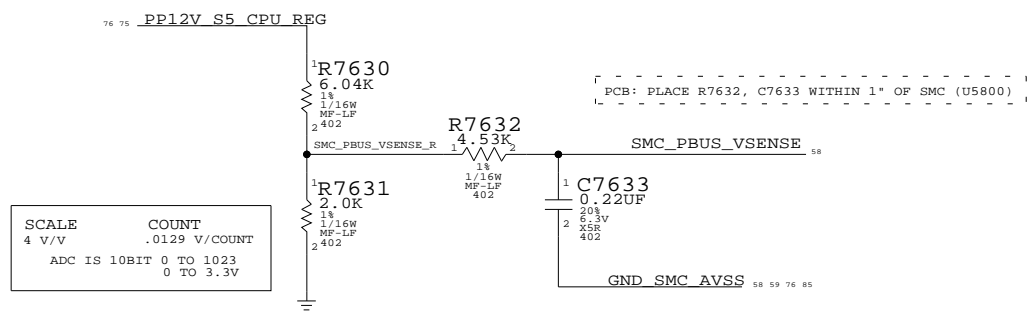 76 75 PP12V_S5_CPU_REG
1 R7630
6.04K
1%
1/16W
MF-LF
2 402
PCB: PLACE R7632, C7633 WITHIN 1" OF SMC (U5800)
SMC_PBUS_VSENSE_R
R7632
1 4.53K 2
1%
1/16W
MF-LF
402
SMC_PBUS_VSENSE 58
1 R7631
2.0K
1%
1/16W
MF-LF
2 402
1 C7633
0.22UF
20%
2 6.3V
X5R
402
SCALE COUNT
4 V/V .0129 V/COUNT
ADC IS 10BIT 0 TO 1023
0 TO 3.3V
GND_SMC_AVSS 58 59 76 85